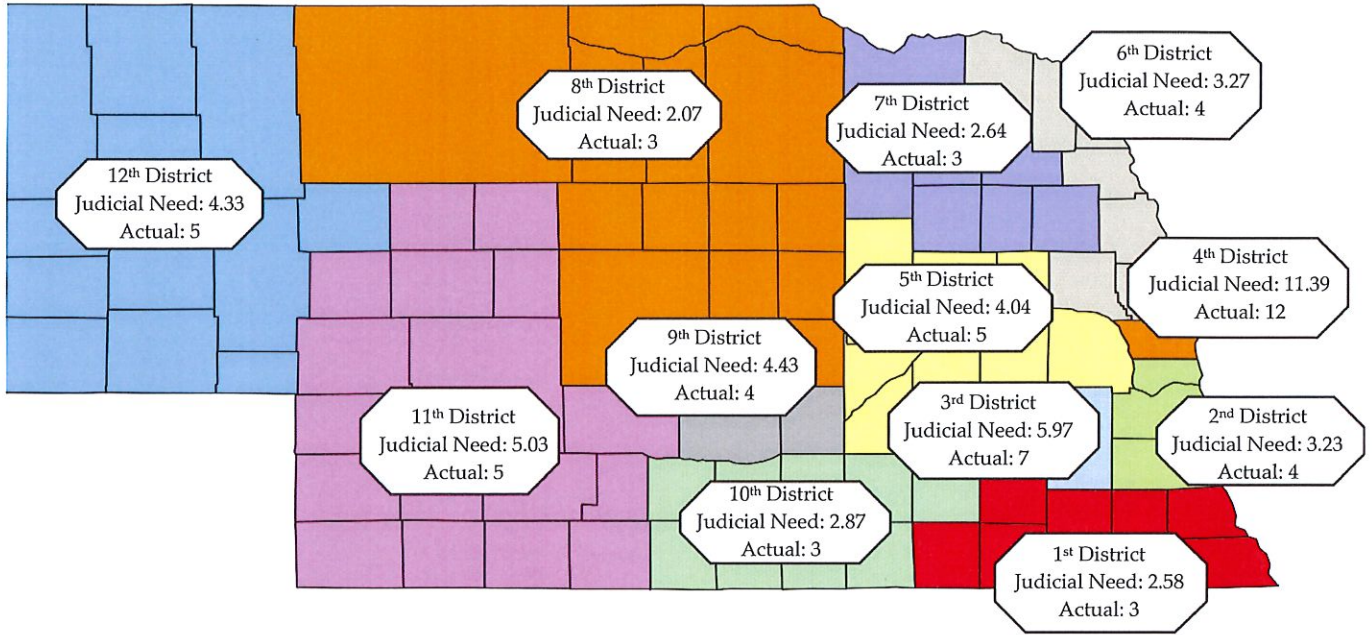 8th District
Judicial Need: 2.07
Actual: 3
7th District
Judicial Need: 2.64
Actual: 3
6th District
Judicial Need: 3.27
Actual: 4
12th District
Judicial Need: 4.33
Actual: 5
5th District
Judicial Need: 4.04
Actual: 5
4th District
Judicial Need: 11.39
Actual: 12
9th District
Judicial Need: 4.43
Actual: 4
11th District
Judicial Need: 5.03
Actual: 5
3rd District
Judicial Need: 5.97
Actual: 7
2nd District
Judicial Need: 3.23
Actual: 4
10th District
Judicial Need: 2.87
Actual: 3
1st District
Judicial Need: 2.58
Actual: 3